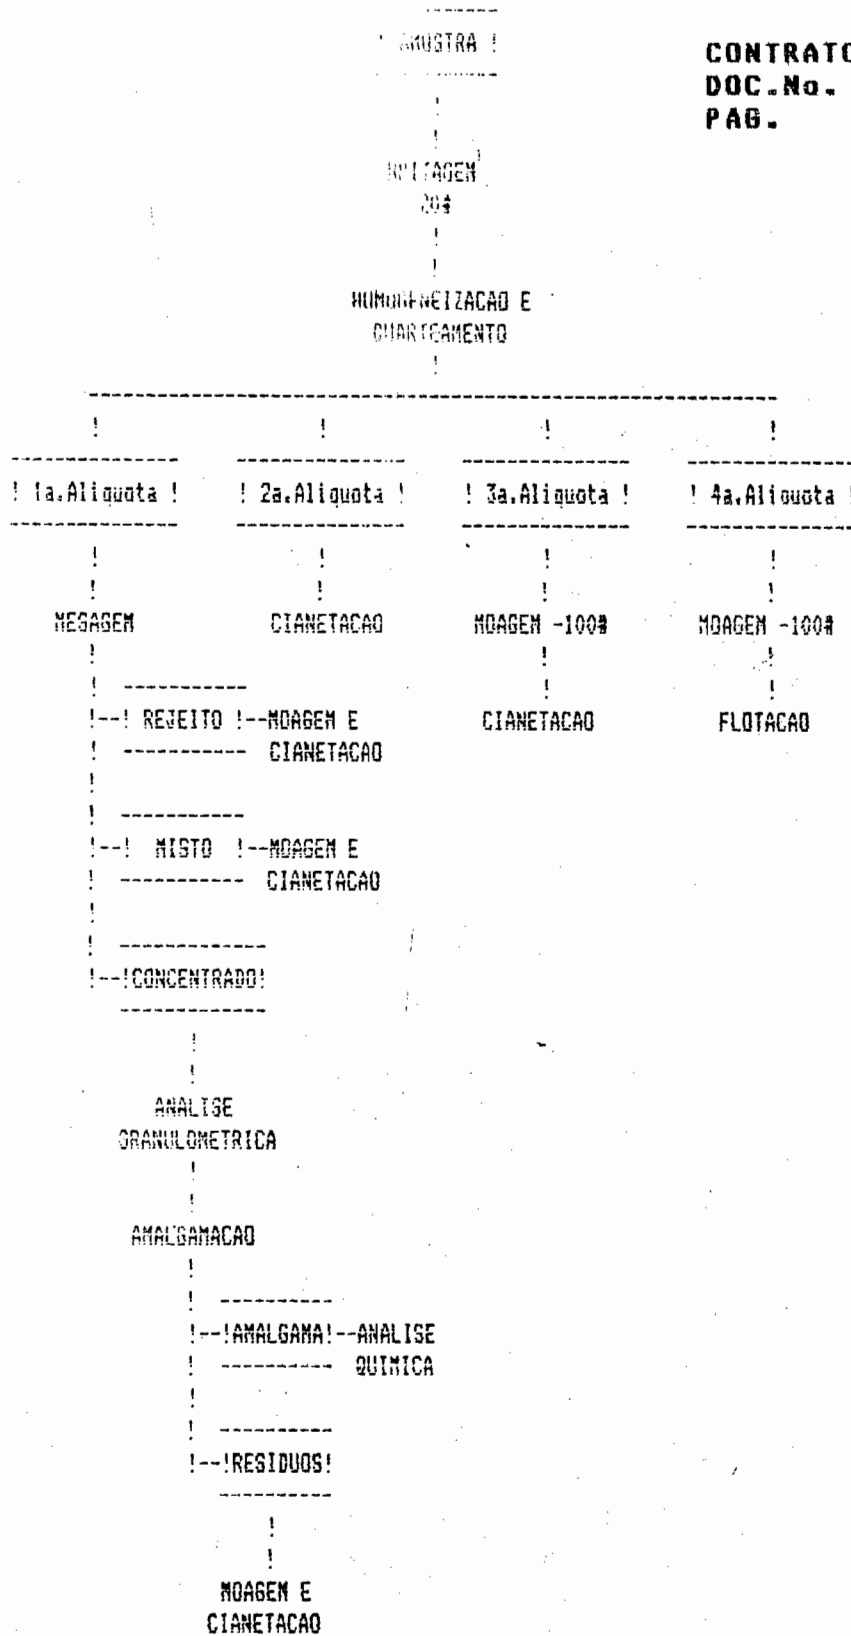 ! AMOSTRA !
CONTRATO
DOC.No.
PAG.
20#
HOMOGENEIZACAO E
QUARTEAMENTO
! 1a.Aliquota ! ! 2a.Aliquota ! ! 3a.Aliquota ! ! 4a.Aliquota !
MESAGEM CIANETACAO MOAGEM -100# MOAGEM -100#
!--! REJEITO !--MOAGEM E CIANETACAO FLOTACAO
! ----------- CIANETACAO
!--! MISTO !--MOAGEM E
! ----------- CIANETACAO
!--!CONCENTRADO!
ANALISE
GRANULOMETRICA
AMALGAMACAO
!--!AMALGAMA!--ANALISE
! ---------- QUIMICA
!--!RESIDUOS!
MOAGEM E
CIANETACAO